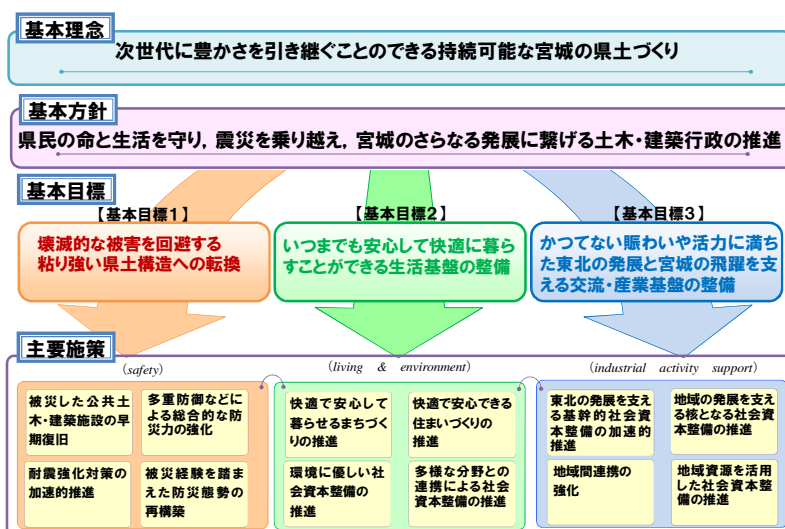 基本理念
次世代に豊かさを引き継ぐことのできる持続可能な宮城の県土づくり
基本方針
県民の命と生活を守り，震災を乗り越え，宮城のさらなる発展に繋げる土木・建築行政の推進
基本目標
【基本目標１】
壊滅的な被害を回避する
粘り強い県土構造への転換
【基本目標２】
いつまでも安心して快適に暮ら
すことができる生活基盤の整備
【基本目標３】
かつてない賑わいや活力に満ち
た東北の発展と宮城の飛躍を支
える交流・産業基盤の整備
主要施策
(safety)
被災した公共土
木・建築施設の早
期復旧
多重防御などに
よる総合的な防
災力の強化
耐震強化対策の
加速的推進
被災経験を踏ま
えた防災態勢の
再構築
(living & environment)
快適で安心して
暮らせるまちづく
りの推進
快適で安心できる
住まいづくりの
推進
環境に優しい社
会資本整備の
推進
多様な分野との
連携による社会
資本整備の推進
(industrial activity support)
東北の発展を支え
る基幹的社会資
本整備の加速的
推進
地域の発展を支え
る核となる社会資
本整備の推進
地域間連携の
強化
地域資源を活用
した社会資本整
備の推進